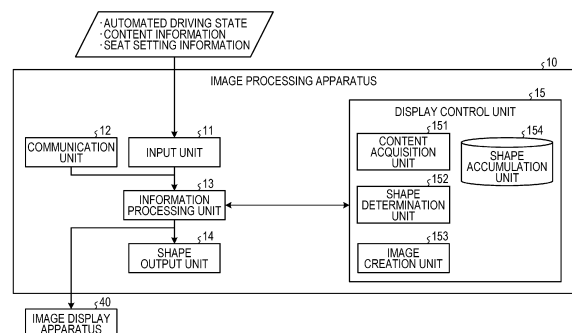 ·AUTOMATED DRIVING STATE
·CONTENT INFORMATION
·SEAT SETTING INFORMATION
10
IMAGE PROCESSING APPARATUS
15
DISPLAY CONTROL UNIT
12
COMMUNICATION
UNIT
11
INPUT UNIT
13
INFORMATION
PROCESSING UNIT
14
SHAPE
OUTPUT UNIT
151
CONTENT
ACQUISITION
UNIT
154
SHAPE
ACCUMULATION
UNIT
152
SHAPE
DETERMINATION
UNIT
153
IMAGE
CREATION UNIT
40
IMAGE DISPLAY
APPARATUS